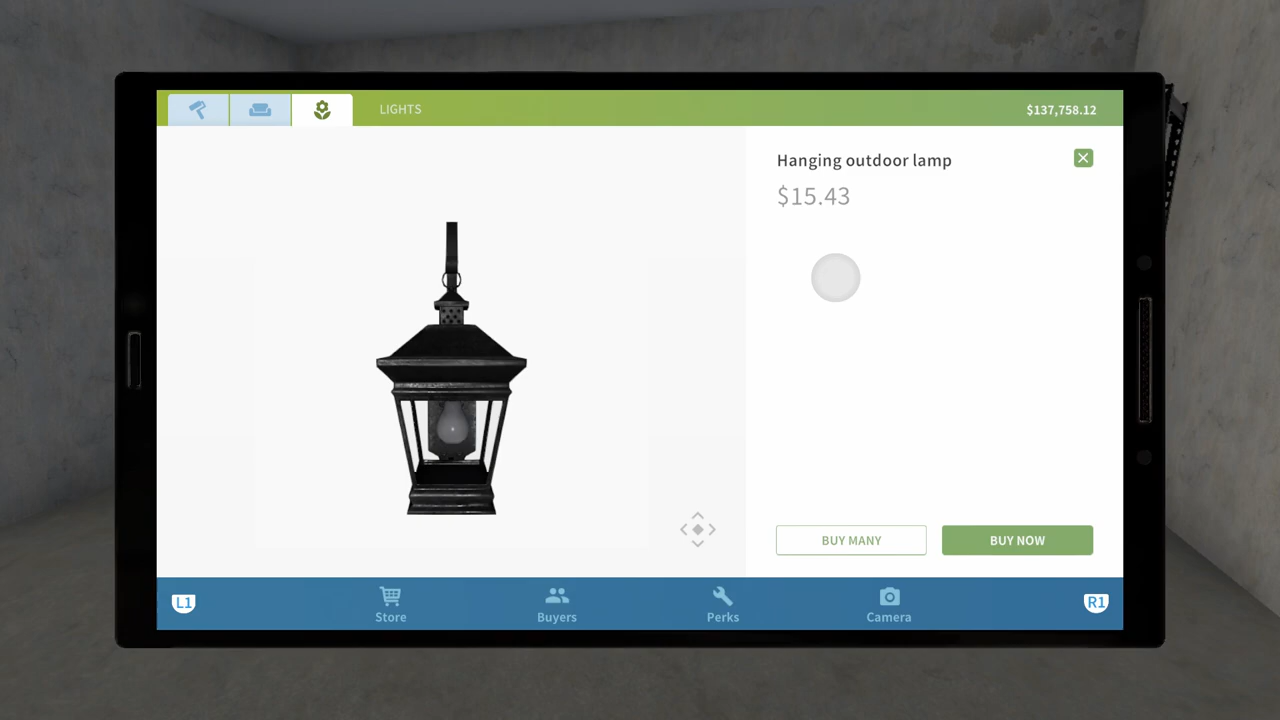 LIGHTS
$137,758.12
Hanging outdoor lamp
$15.43
BUY MANY
BUY NOW
L1
Store
Buyers
Perks
Camera
R1